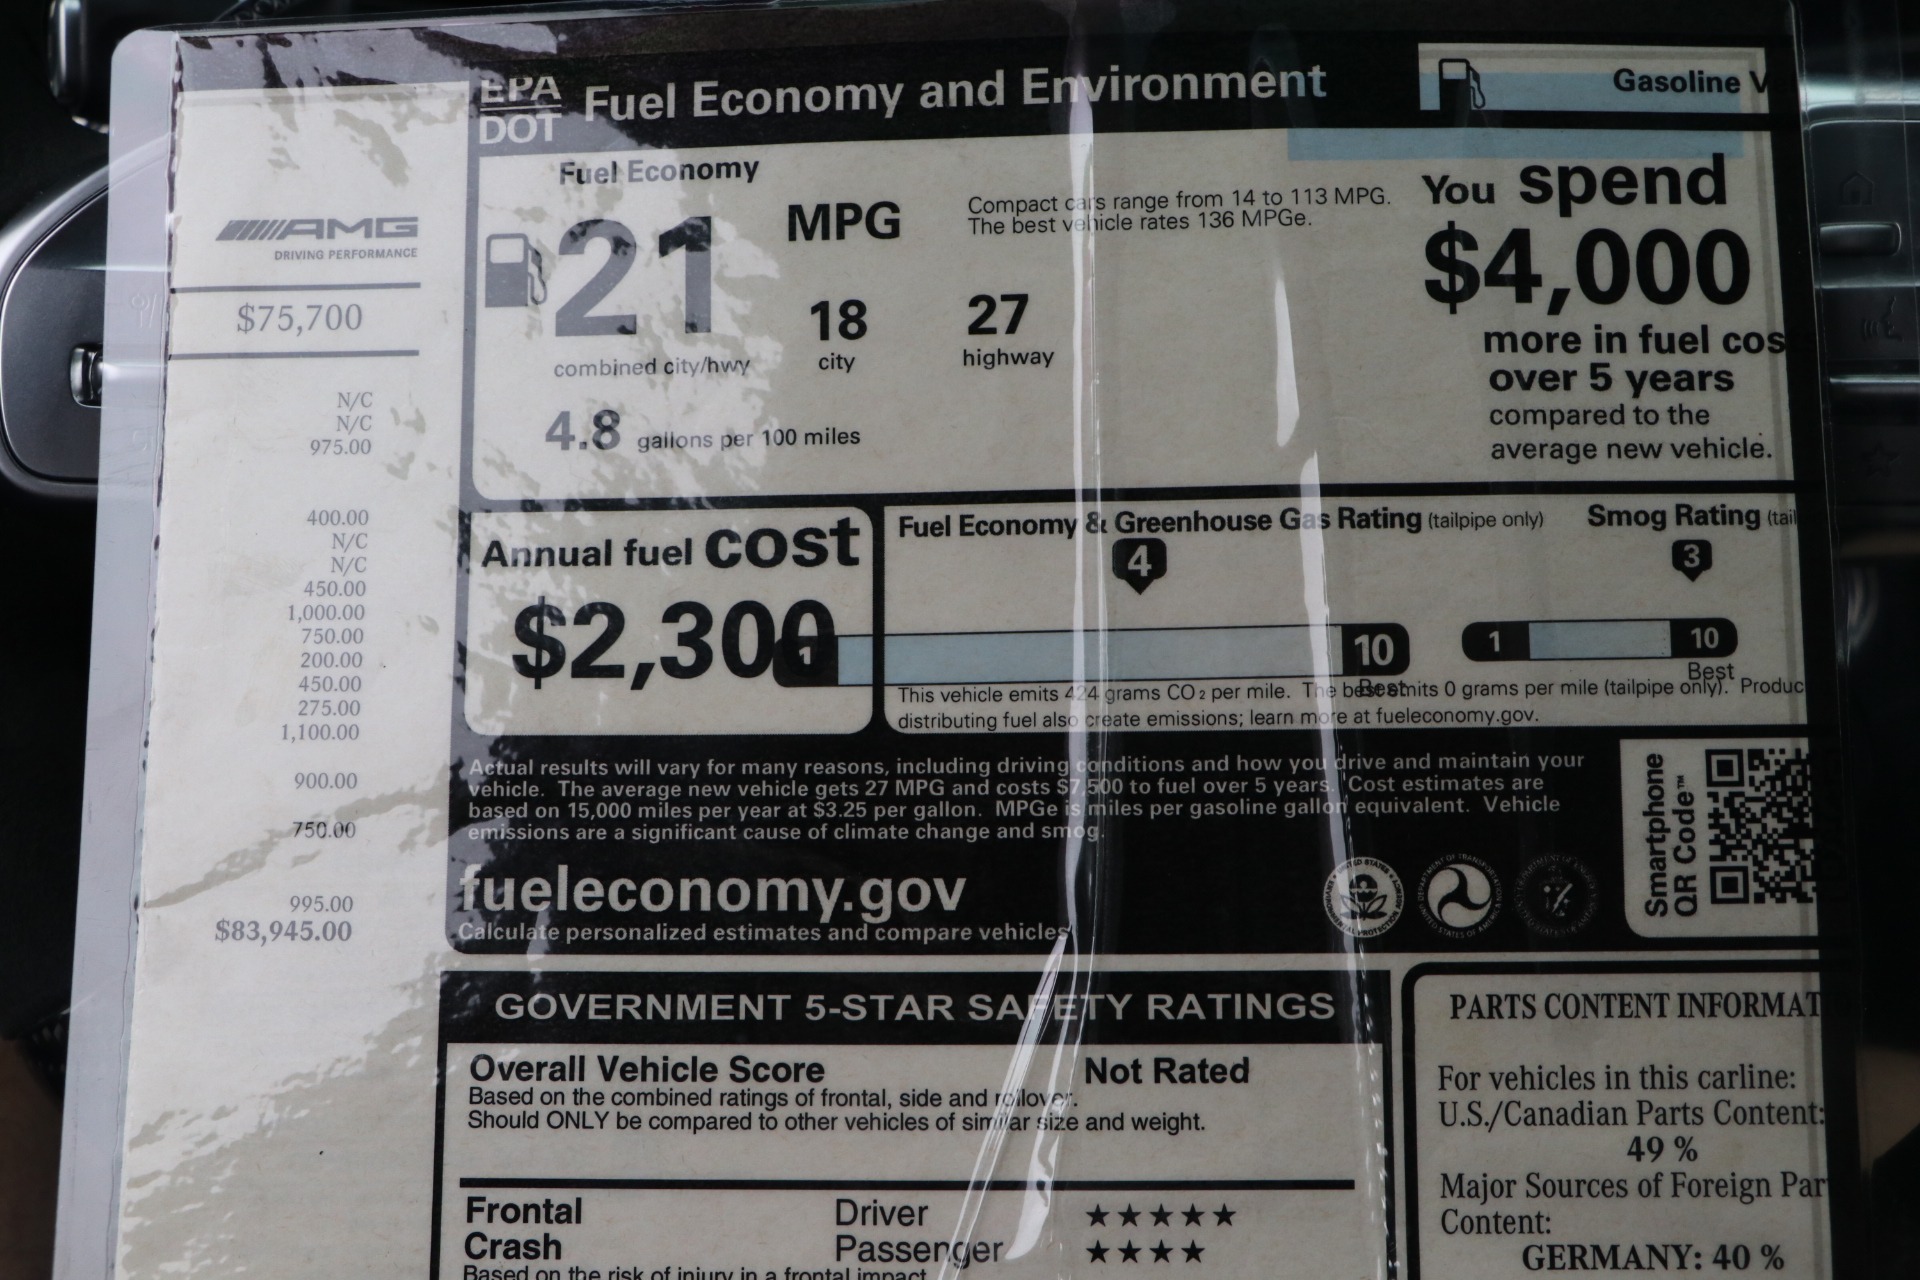 AMG
DRIVING PERFORMANCE
$75,700
N/C
N/C
975.00
400.00
N/C
N/C
450.00
1,000.00
750.00
200.00
450.00
275.00
1,100.00
900.00
750.00
995.00
$83,945.00
EPA
DOT
Fuel Economy and Environment
Gasoline
Fuel Economy
21
MPG
combined city/hwy
18
city
27
highway
4.8 gallons per 100 miles
Compact cars range from 14 to 113 MPG.
The best vehicle rates 136 MPGe.
You spend
$4,000
more in fuel cos
over 5 years
compared to the
average new vehicle.
Annual fuel cost
$2,300
Fuel Economy & Greenhouse Gas Rating (tailpipe only)
4
1
10
Best
Smog Rating (tail
3
1
10
Best
This vehicle emits 424 grams CO2 per mile. The best emits 0 grams per mile (tailpipe only). Produc
distributing fuel also create emissions; learn more at fueleconomy.gov.
Actual results will vary for many reasons, including driving conditions and how you drive and maintain your
vehicle. The average new vehicle gets 27 MPG and costs $7,500 to fuel over 5 years. Cost estimates are
based on 15,000 miles per year at $3.25 per gallon. MPGe is miles per gasoline gallon equivalent. Vehicle
emissions are a significant cause of climate change and smog.
fueleconomy.gov
Calculate personalized estimates and compare vehicles
Smartphone
QR Code™
GOVERNMENT 5-STAR SAFETY RATINGS
Overall Vehicle Score
Not Rated
Based on the combined ratings of frontal, side and rollover.
Should ONLY be compared to other vehicles of similar size and weight.
Frontal Driver ★★★★★
Crash Passenger ★★★★
Based on the risk of injury in a frontal impact.
PARTS CONTENT INFORMAT
For vehicles in this carline:
U.S./Canadian Parts Content:
49 %
Major Sources of Foreign Par
Content:
GERMANY: 40 %